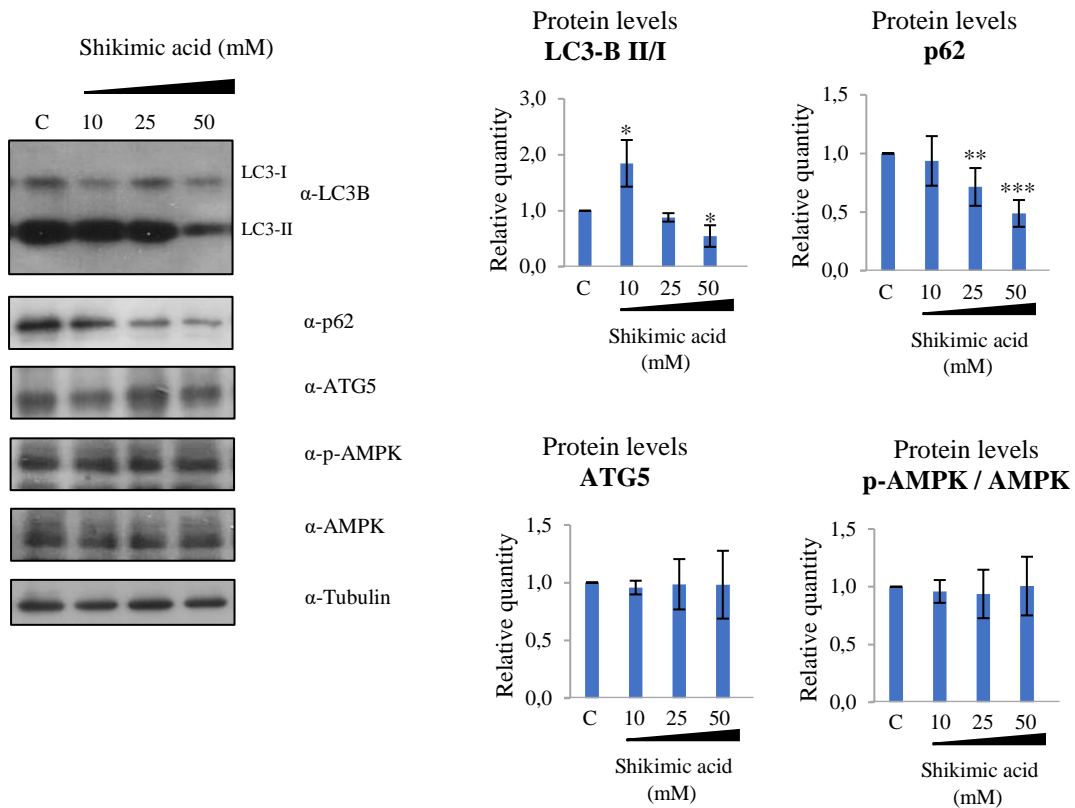 Shikimic acid (mM)
C 10 25 50
LC3-I
α-LC3B
LC3-II
α-p62
α-ATG5
α-p-AMPK
α-AMPK
α-Tubulin
Protein levels
LC3-B II/I
Relative quantity
3,0
2,0
1,0
0,0
*
*
C 10 25 50
Shikimic acid
(mM)
Protein levels
p62
Relative quantity
1,5
1,0
0,5
0,0
**
***
C 10 25 50
Shikimic acid
(mM)
Protein levels
ATG5
Relative quantity
1,5
1,0
0,5
0,0
C 10 25 50
Shikimic acid
(mM)
Protein levels
p-AMPK / AMPK
Relative quantity
1,5
1,0
0,5
0,0
C 10 25 50
Shikimic acid
(mM)